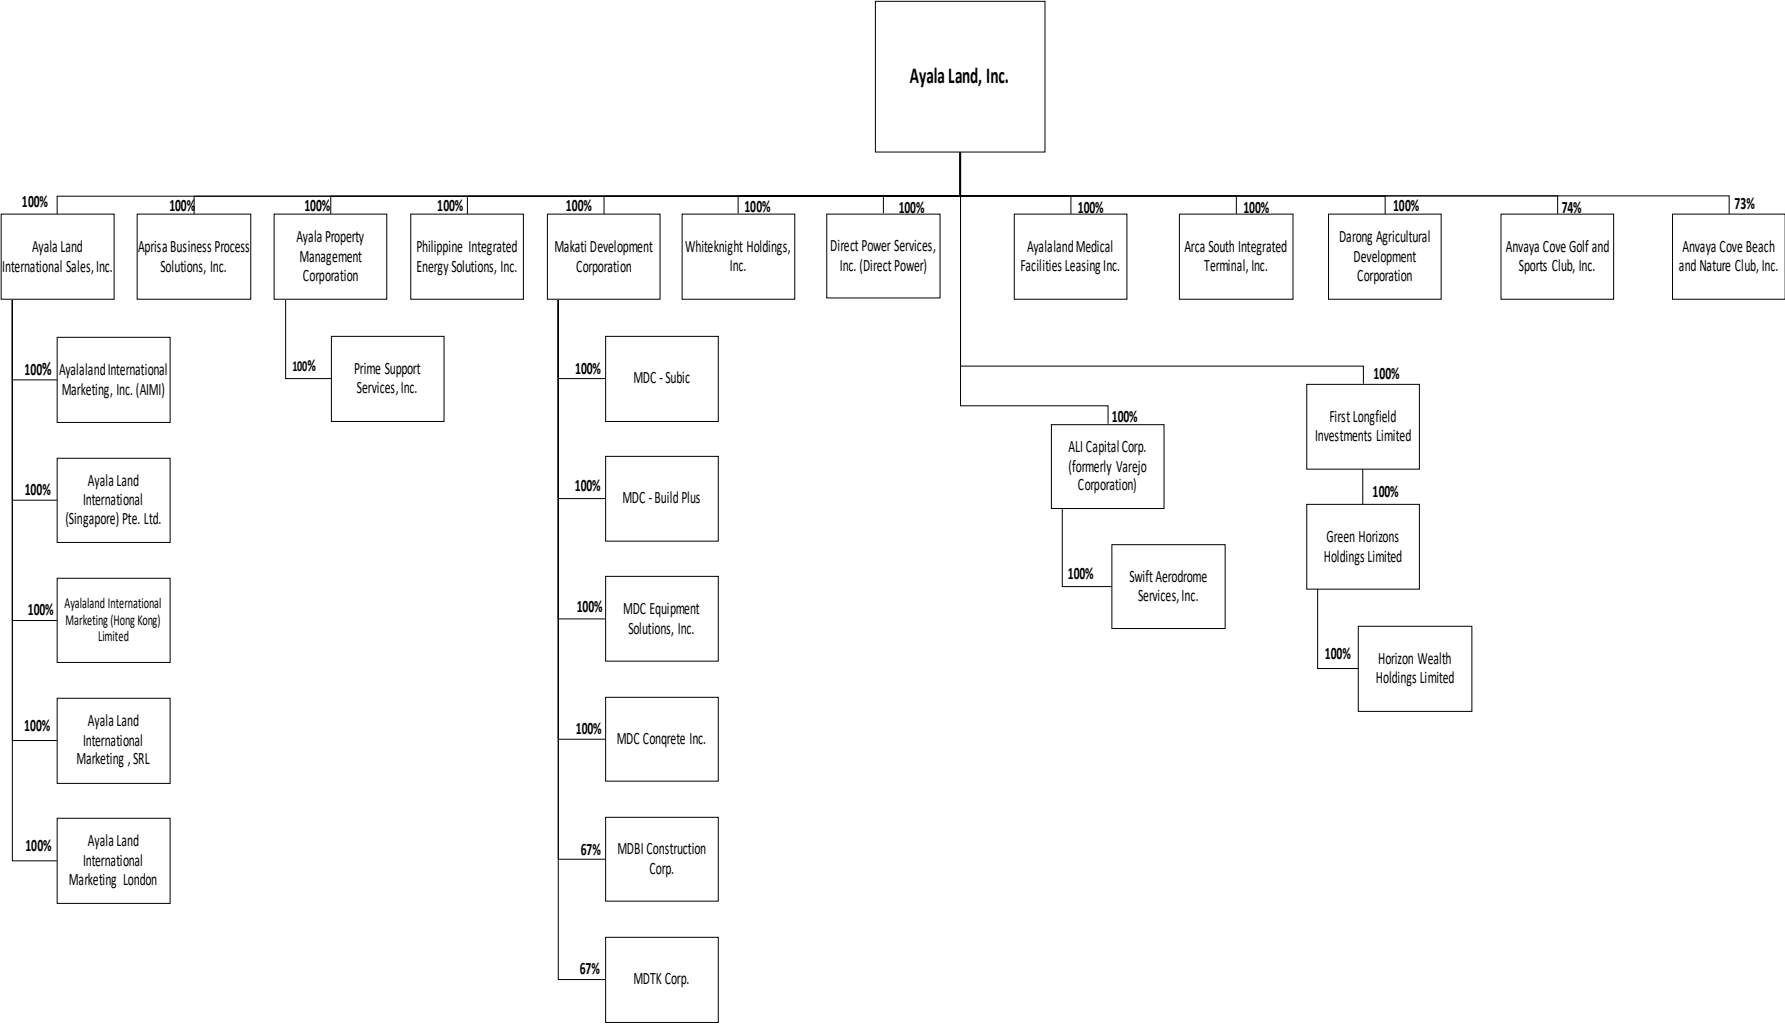 Ayala Land, Inc.
100%
100%
100%
100%
100%
100%
100%
100%
100%
100%
74%
73%
Ayala Land
International Sales, Inc.
Aprisa Business Process
Solutions, Inc.
Ayala Property
Management
Corporation
Philippine Integrated
Energy Solutions, Inc.
Makati Development
Corporation
Whiteknight Holdings,
Inc.
Direct Power Services,
Inc. (Direct Power)
Ayalaland Medical
Facilities Leasing Inc.
Arca South Integrated
Terminal, Inc.
Darong Agricultural
Development
Corporation
Anvaya Cove Golf and
Sports Club, Inc.
Anvaya Cove Beach
and Nature Club, Inc.
100%
Ayalaland International
Marketing, Inc. (AIMI)
100%
Ayala Land
International
(Singapore) Pte. Ltd.
100%
Ayalaland International
Marketing (Hong Kong)
Limited
100%
Ayala Land
International
Marketing , SRL
100%
Ayala Land
International
Marketing London
100%
Prime Support
Services, Inc.
100%
MDC - Subic
100%
MDC - Build Plus
100%
MDC Equipment
Solutions, Inc.
100%
MDC Conqrete Inc.
67%
MDBI Construction
Corp.
67%
MDTK Corp.
100%
ALI Capital Corp.
(formerly Varejo
Corporation)
100%
Swift Aerodrome
Services, Inc.
100%
First Longfield
Investments Limited
100%
Green Horizons
Holdings Limited
100%
Horizon Wealth
Holdings Limited